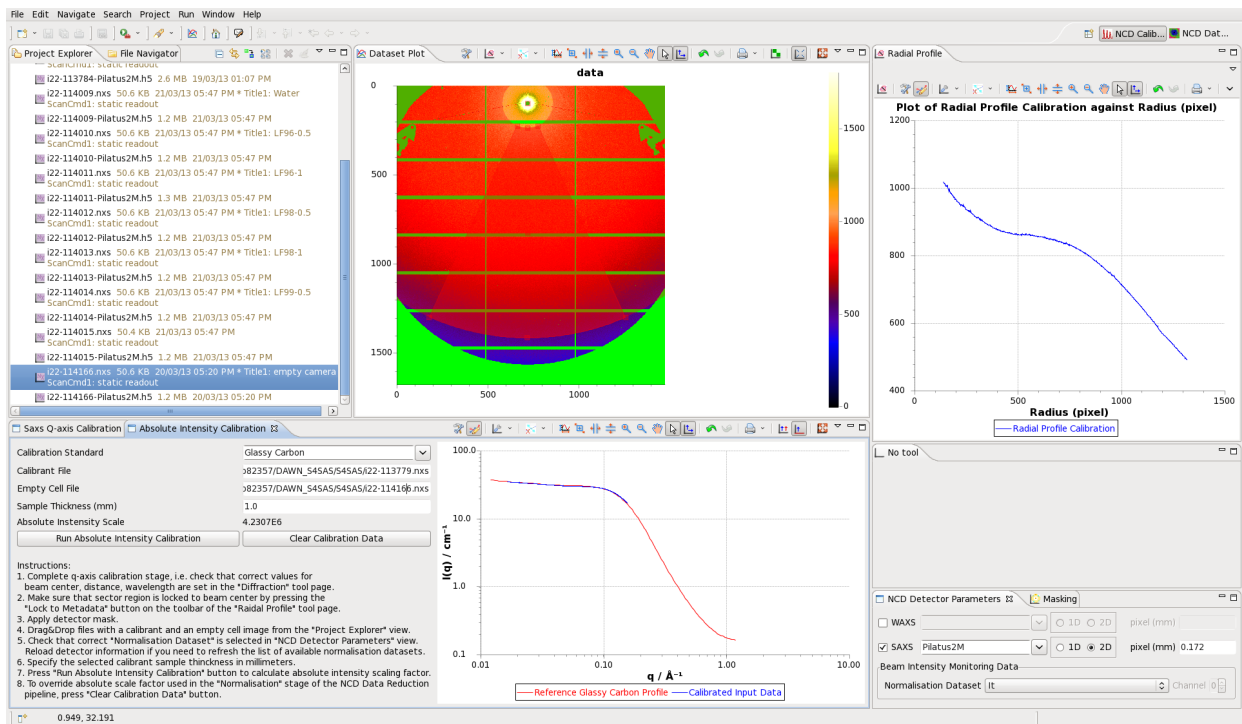 File Edit Navigate Search Project Run Window Help
NCD Calib... NCD Dat...
Project Explorer File Navigator
ScanCmd1: static readout
i22-113784-Pilatus2M.h5 2.6 MB 19/03/13 01:07 PM
i22-114009.nxs 50.6 KB 21/03/13 05:47 PM * Title1: Water
ScanCmd1: static readout
i22-114009-Pilatus2M.h5 1.2 MB 21/03/13 05:47 PM
i22-114010.nxs 50.6 KB 21/03/13 05:47 PM * Title1: LF96-0.5
ScanCmd1: static readout
i22-114010-Pilatus2M.h5 1.2 MB 21/03/13 05:47 PM
i22-114011.nxs 50.6 KB 21/03/13 05:47 PM * Title1: LF96-1
ScanCmd1: static readout
i22-114011-Pilatus2M.h5 1.3 MB 21/03/13 05:47 PM
i22-114012.nxs 50.6 KB 21/03/13 05:47 PM * Title1: LF98-0.5
ScanCmd1: static readout
i22-114012-Pilatus2M.h5 1.2 MB 21/03/13 05:47 PM
i22-114013.nxs 50.6 KB 21/03/13 05:47 PM * Title1: LF98-1
ScanCmd1: static readout
i22-114013-Pilatus2M.h5 1.2 MB 21/03/13 05:47 PM
i22-114014.nxs 50.6 KB 21/03/13 05:47 PM * Title1: LF99-0.5
ScanCmd1: static readout
i22-114014-Pilatus2M.h5 1.2 MB 21/03/13 05:47 PM
i22-114015.nxs 50.4 KB 21/03/13 05:47 PM
i22-114015-Pilatus2M.h5 1.2 MB 21/03/13 05:47 PM
i22-114166.nxs 50.6 KB 20/03/13 05:20 PM * Title1: empty camera
ScanCmd1: static readout
i22-114166-Pilatus2M.h5 1.2 MB 20/03/13 05:20 PM
Dataset Plot
data
0
500
1000
1500
0 500 1000
1500
1000
500
0
Radial Profile
Plot of Radial Profile Calibration against Radius (pixel)
1200
1000
800
600
400
0 500 1000 1500
Radius (pixel)
Radial Profile Calibration
Saxs Q-axis Calibration Absolute Intensity Calibration
Calibration Standard Glassy Carbon
Calibrant File p82357/DAWN_S4SAS/S4SAS/i22-113779.nxs
Empty Cell File p82357/DAWN_S4SAS/S4SAS/i22-114166.nxs
Sample Thickness (mm) 1.0
Absolute Instensity Scale 4.2307E6
Run Absolute Intensity Calibration Clear Calibration Data
Instructions:
1. Complete q-axis calibration stage, i.e. check that correct values for
beam center, distance, wavelength are set in the "Diffraction" tool page.
2. Make sure that sector region is locked to beam center by pressing the
"Lock to Metadata" button on the toolbar of the "Raidal Profile" tool page.
3. Apply detector mask.
4. Drag&Drop files with a calibrant and an empty cell image from the "Project Explorer" view.
5. Check that correct "Normalisation Dataset" is selected in "NCD Detector Parameters" view.
Reload detector information if you need to refresh the list of available normalisation datasets.
6. Specify the selected calibrant sample thinckness in millimeters.
7. Press "Run Absolute Intensity Calibration" button to calculate absolute intensity scaling factor.
8. To override absolute scale factor used in the "Normalisation" stage of the NCD Data Reduction
pipeline, press "Clear Calibration Data" button.
I(q) / cm⁻¹
100.0
10.0
1.0
0.1
0.01 0.10 1.00 10.00
q / Å⁻¹
Reference Glassy Carbon Profile Calibrated Input Data
No tool
NCD Detector Parameters Masking
WAXS 1D 2D pixel (mm)
SAXS Pilatus2M 1D 2D pixel (mm) 0.172
Beam Intensity Monitoring Data
Normalisation Dataset It Channel 0
0.949, 32.191